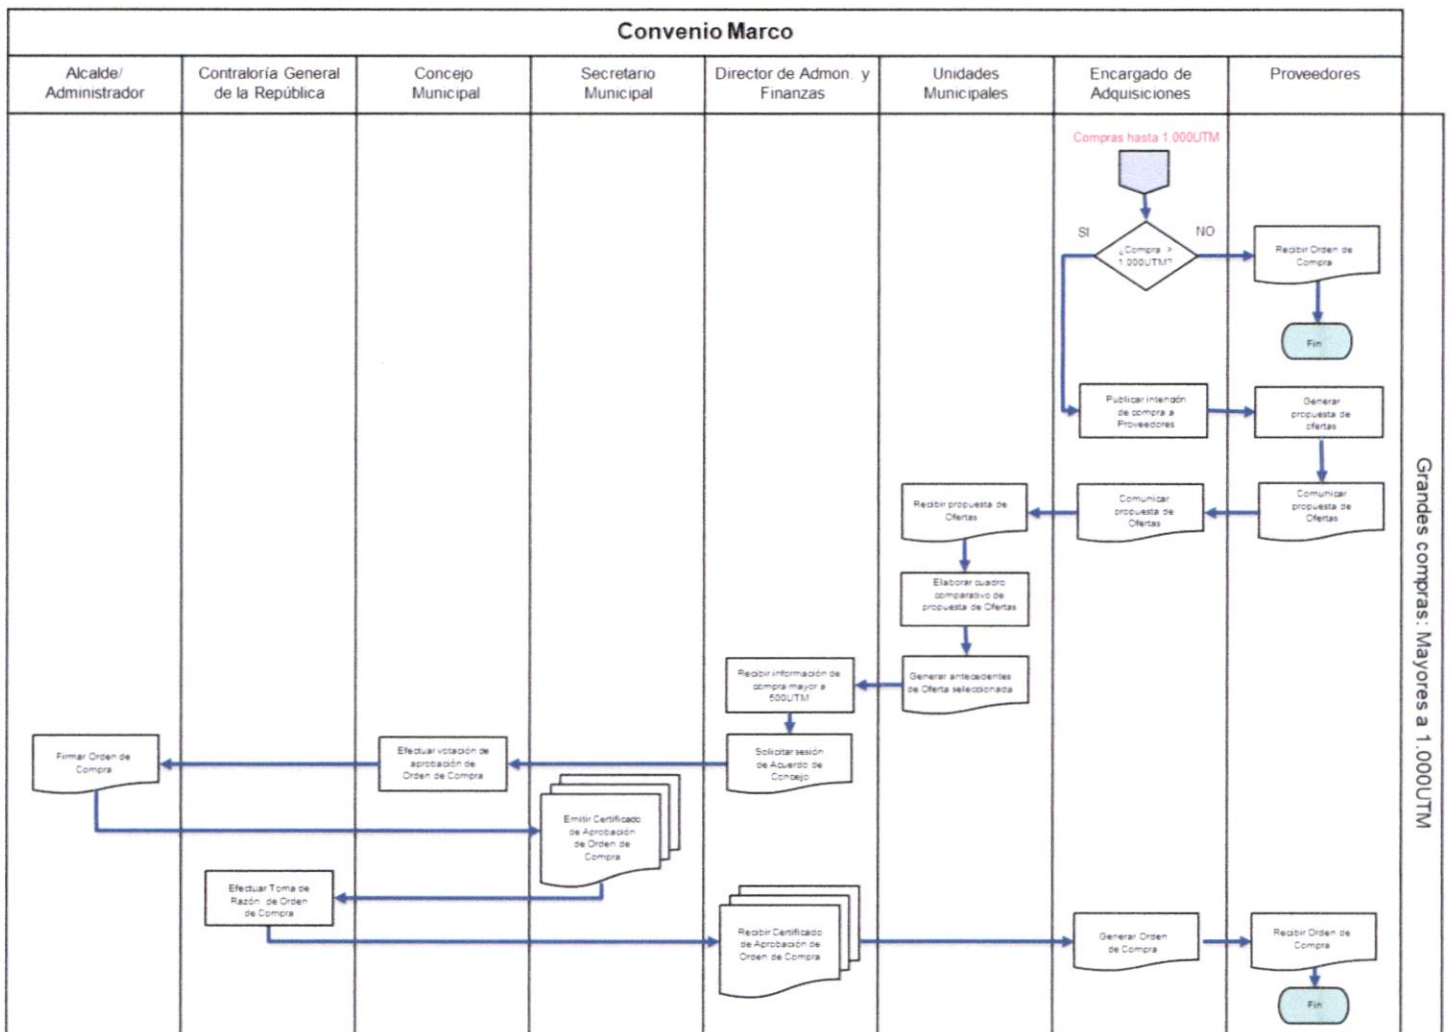 Convenio Marco
Alcalde/
Administrador
Contraloría General
de la República
Concejo
Municipal
Secretario
Municipal
Director de Admon. y
Finanzas
Unidades
Municipales
Encargado de
Adquisiciones
Proveedores
Compras hasta 1.000UTM
SI
¿Compra >
1.000UTM?
NO
Recibir Orden de
Compra
Fin
Publicar intención
de compra a
Proveedores
Generar
propuesta de
ofertas
Recibir propuesta de
Ofertas
Comunicar
propuesta de
Ofertas
Comunicar
propuesta de
Ofertas
Elaborar cuadro
comparativo de
propuesta de Ofertas
Recibir información de
compra mayor a
500UTM
Generar antecedentes
de Oferta seleccionada
Firmar Orden de
Compra
Efectuar votación de
aprobación de
Orden de Compra
Solicitar sesión
de Acuerdo de
Concejo
Emitir Certificado
de Aprobación
de Orden de
Compra
Efectuar Toma de
Razón de Orden
de Compra
Recibir Certificado
de Aprobación de
Orden de Compra
Generar Orden
de Compra
Recibir Orden de
Compra
Fin
Grandes compras: Mayores a 1.000UTM